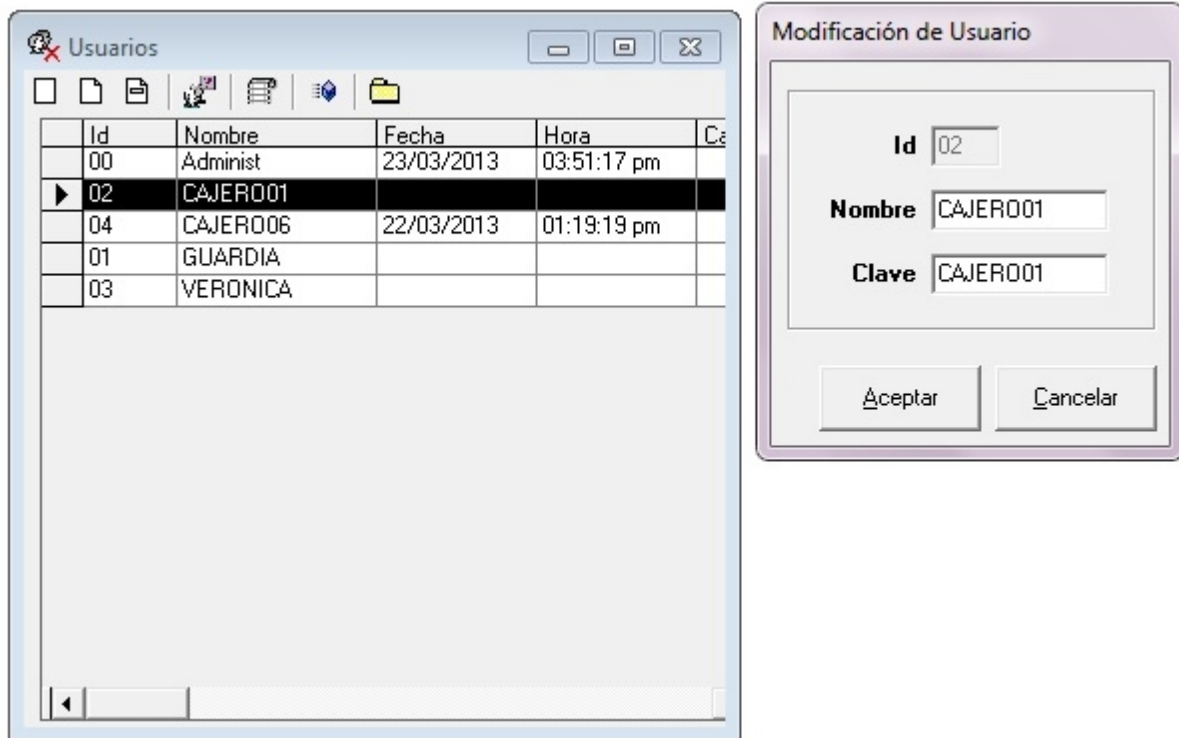 Usuarios
Id Nombre Fecha Hora Ca
00 Administ 23/03/2013 03:51:17 pm
02 CAJERO01
04 CAJERO06 22/03/2013 01:19:19 pm
01 GUARDIA
03 VERONICA
Modificación de Usuario
Id 02
Nombre CAJERO01
Clave CAJERO01
Aceptar Cancelar